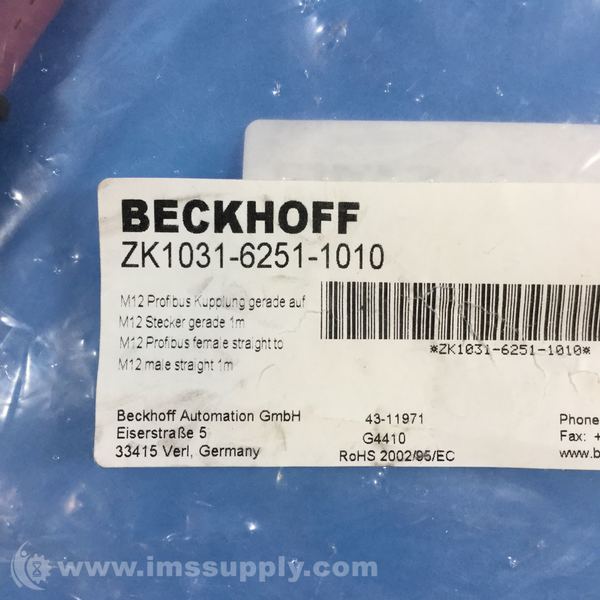 BECKHOFF
ZK1031-6251-1010
M12 Profibus Kupplung gerade auf
M12 Stecker gerade 1m
M12 Profibus female straight to
M12 male straight 1m
*ZK1031-6251-1010*
Beckhoff Automation GmbH
Eiserstraße 5
33415 Verl, Germany
43-11971
G4410
RoHS 2002/95/EC
Phone
Fax: +
www.b
www.imssupply.com